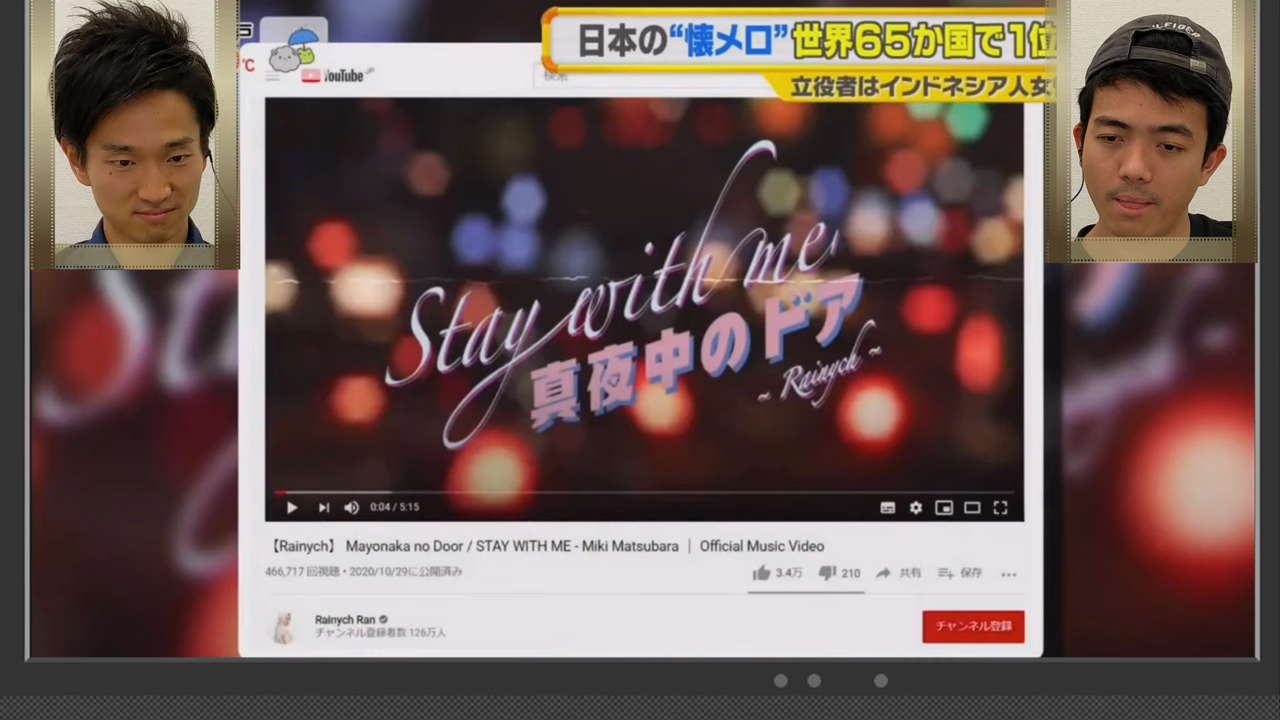 日本の“懐メロ”世界65か国で1位
立役者はインドネシア人女
℃
YouTube JP
検索
Stay with me
真夜中のドア
~ Rainych ~
0:04 / 5:15
【Rainych】 Mayonaka no Door / STAY WITH ME - Miki Matsubara | Official Music Video
466,717 回視聴・2020/10/29に公開済み
3.4万 210 共有 保存
Rainych Ran
チャンネル登録者数 126万人
チャンネル登録